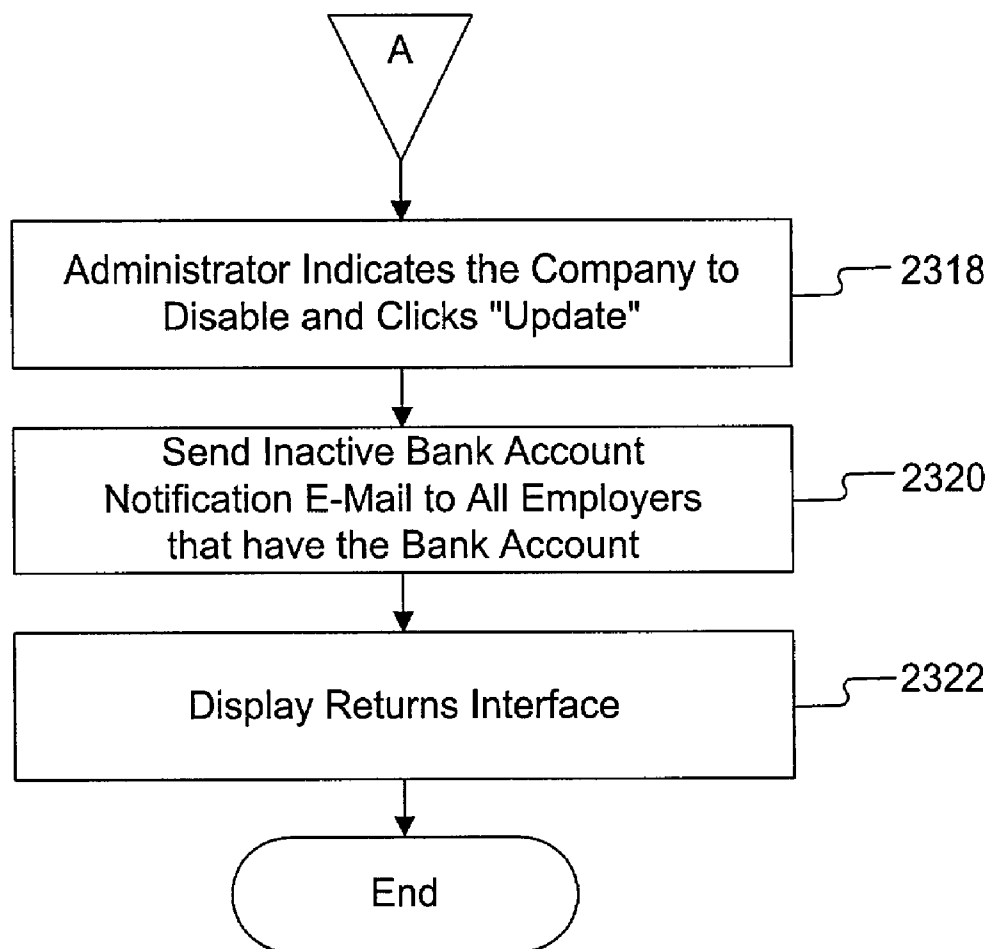 A
Administrator Indicates the Company to
Disable and Clicks "Update"
2318
Send Inactive Bank Account
Notification E-Mail to All Employers
that have the Bank Account
2320
Display Returns Interface
2322
End